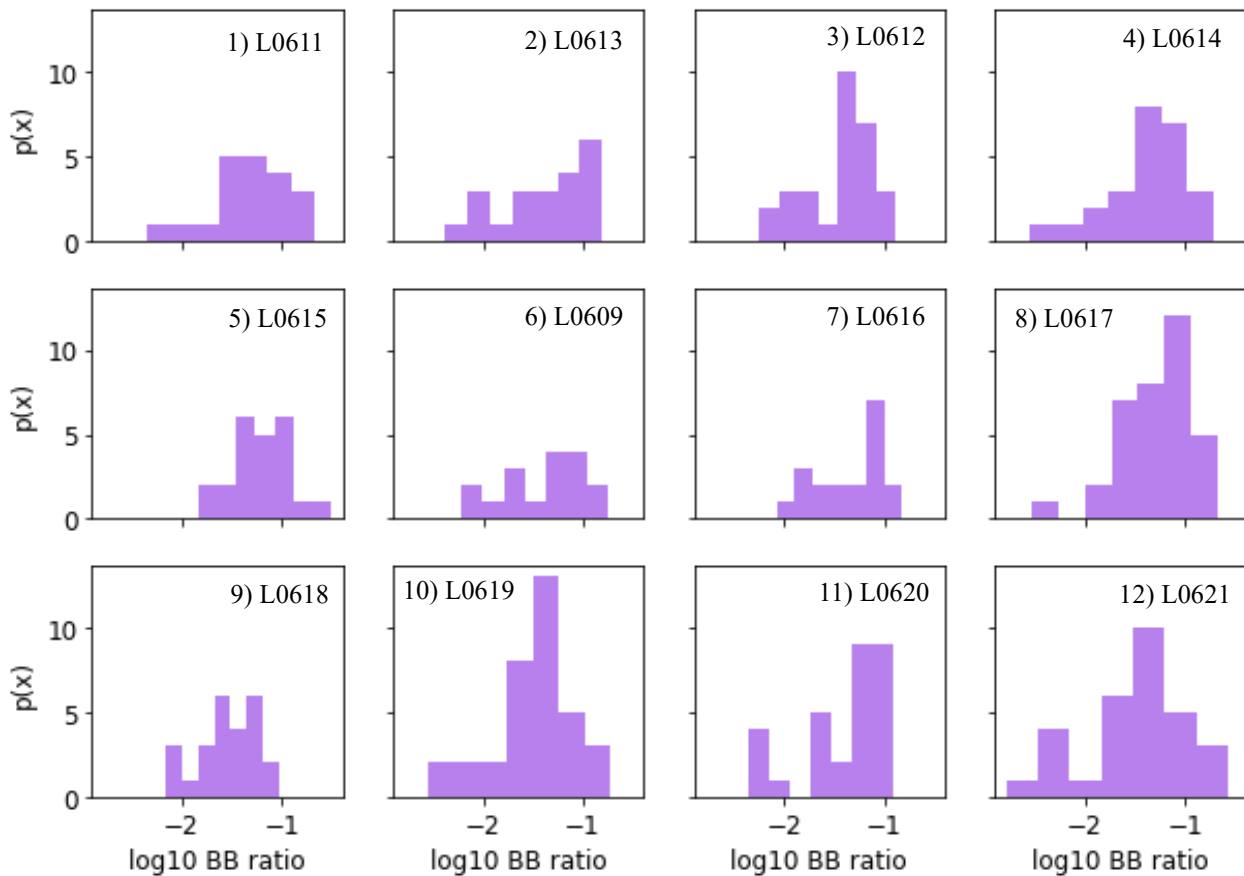 1) L0611
2) L0613
3) L0612
4) L0614
10
5
0
p(x)
5) L0615
6) L0609
7) L0616
8) L0617
10
5
0
p(x)
9) L0618
10) L0619
11) L0620
12) L0621
10
5
0
p(x)
−2 −1 −2 −1 −2 −1 −2 −1
log10 BB ratio log10 BB ratio log10 BB ratio log10 BB ratio